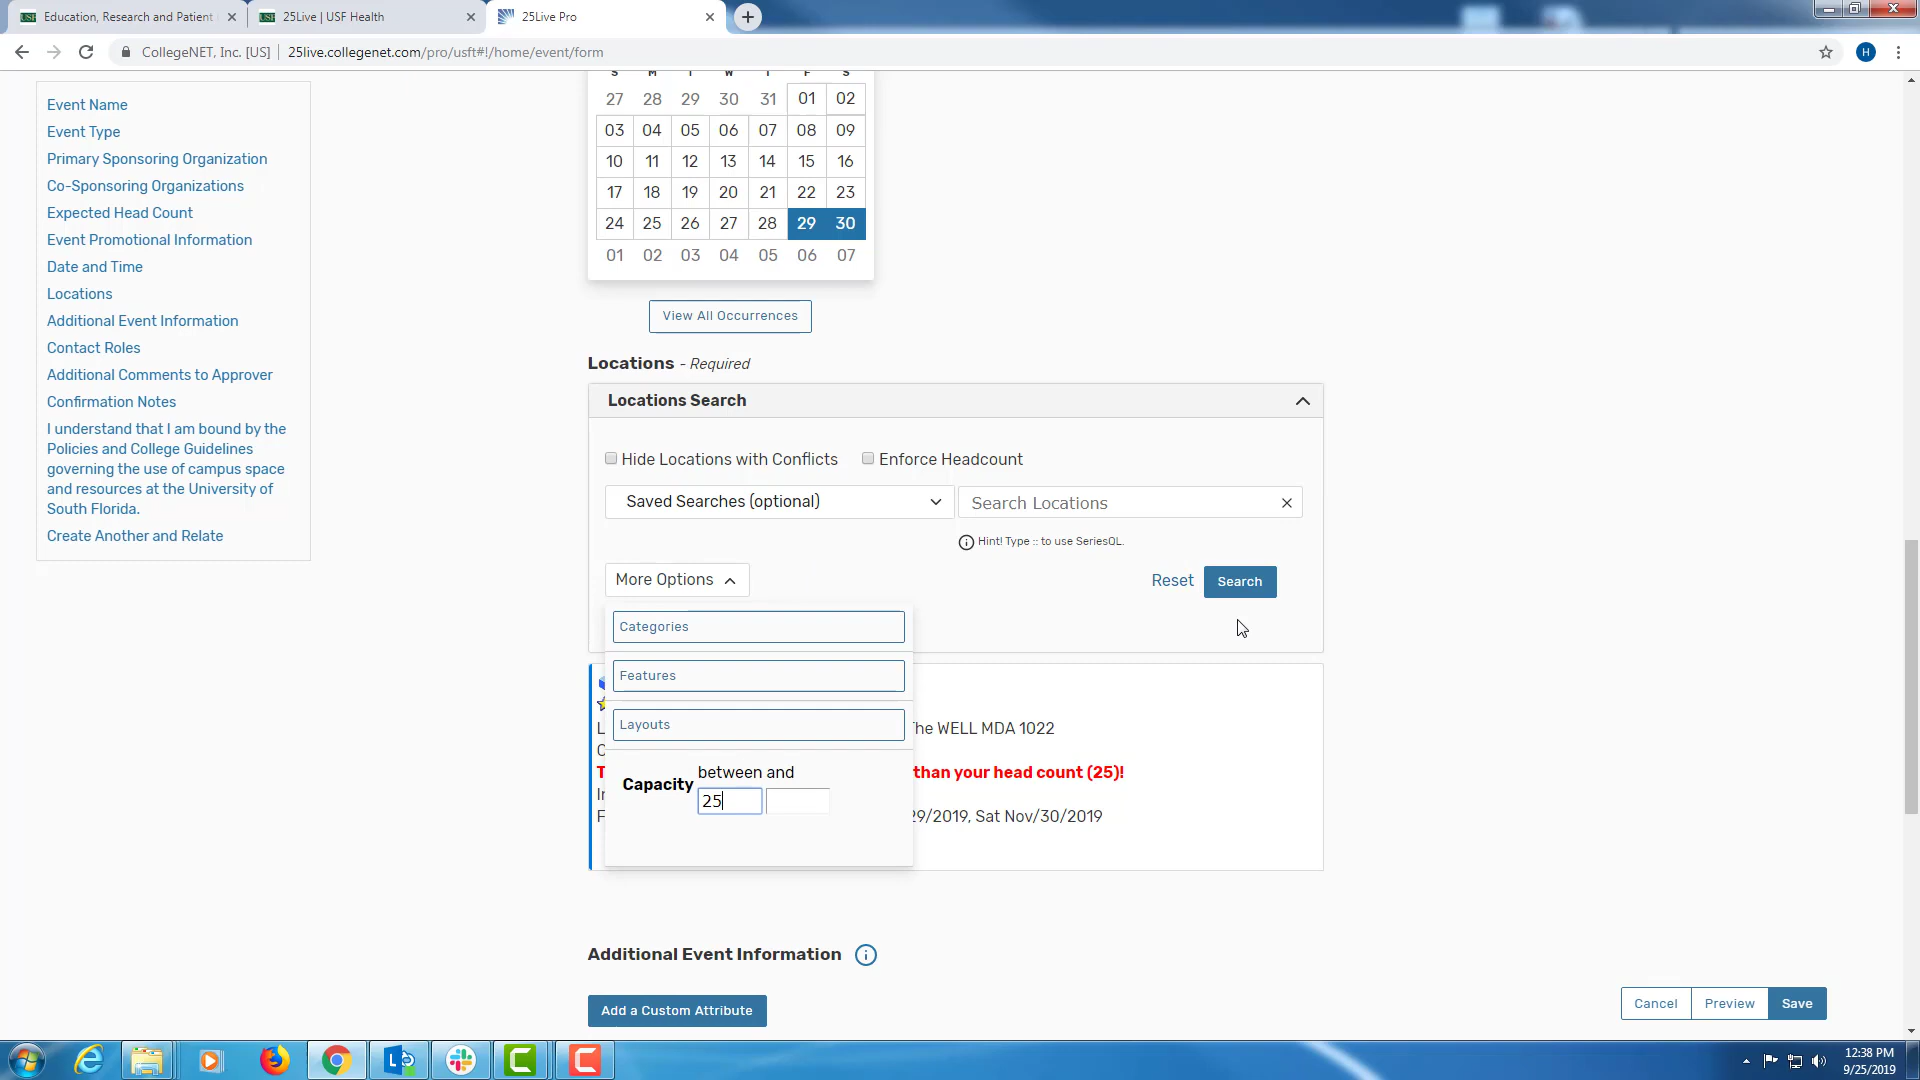 Education, Research and Patient
25Live | USF Health
25Live Pro
CollegeNET, Inc. [US]
25live.collegenet.com/pro/usft#!/home/event/form
H
Event Name
Event Type
Primary Sponsoring Organization
Co-Sponsoring Organizations
Expected Head Count
Event Promotional Information
Date and Time
Locations
Additional Event Information
Contact Roles
Additional Comments to Approver
Confirmation Notes
I understand that I am bound by the
Policies and College Guidelines
governing the use of campus space
and resources at the University of
South Florida.
Create Another and Relate
S M T W T F S
27 28 29 30 31 01 02
03 04 05 06 07 08 09
10 11 12 13 14 15 16
17 18 19 20 21 22 23
24 25 26 27 28 29 30
01 02 03 04 05 06 07
View All Occurrences
Locations - Required
Locations Search
Hide Locations with Conflicts
Enforce Headcount
Saved Searches (optional)
Search Locations
Hint! Type :: to use SeriesQL.
More Options
Reset
Search
Categories
Features
Layouts
Capacity
between and
25
The WELL MDA 1022
than your head count (25)!
29/2019, Sat Nov/30/2019
Additional Event Information
Add a Custom Attribute
Cancel
Preview
Save
12:38 PM
9/25/2019